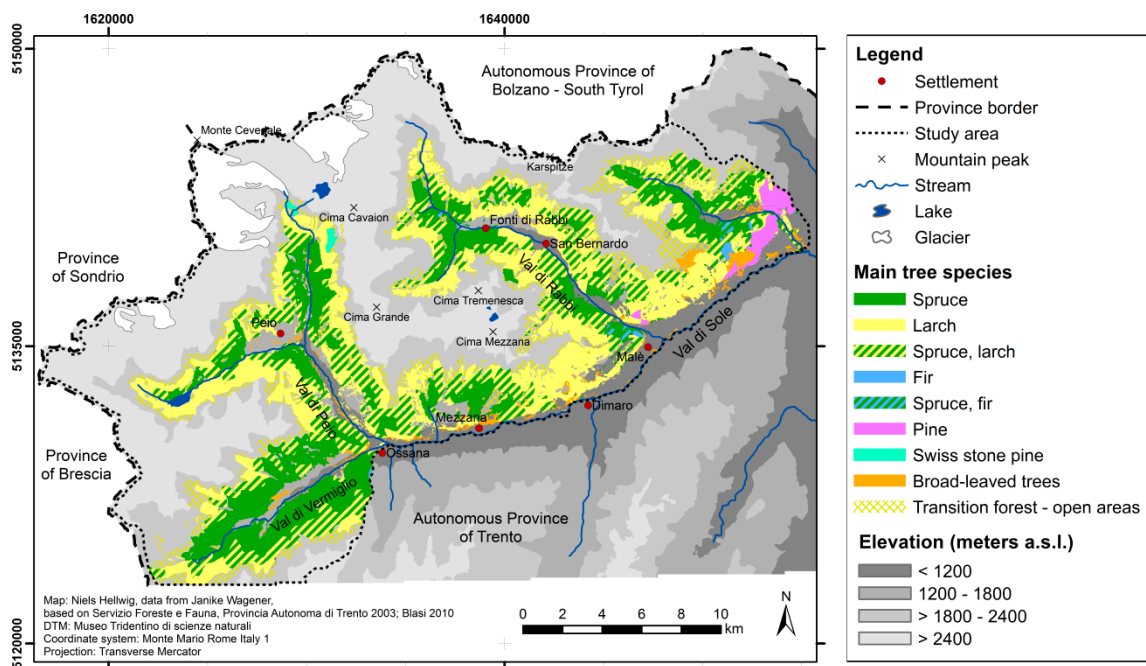 1620000
1640000
5150000
5135000
5120000
Autonomous Province of
Bolzano - South Tyrol
Monte Cevedale
Karspitze
Cima Cavaion
Fonti di Rabbi
San Bernardo
Province
of Sondrio
Val di Rabbi
Cima Tremenesca
Cima Grande
Peio
Cima Mezzana
Val di Sole
Malè
Val di Peio
Mezzana
Dimaro
Province
of Brescia
Ossana
Val di Vermiglio
Autonomous Province
of Trento
Map: Niels Hellwig, data from Janike Wagener,
based on Servizio Foreste e Fauna, Provincia Autonoma di Trento 2003; Blasi 2010
DTM: Museo Tridentino di scienze naturali
Coordinate system: Monte Mario Rome Italy 1
Projection: Transverse Mercator
0 2 4 6 8 10
km
N
Legend
Settlement
Province border
Study area
Mountain peak
Stream
Lake
Glacier
Main tree species
Spruce
Larch
Spruce, larch
Fir
Spruce, fir
Pine
Swiss stone pine
Broad-leaved trees
Transition forest - open areas
Elevation (meters a.s.l.)
< 1200
1200 - 1800
> 1800 - 2400
> 2400